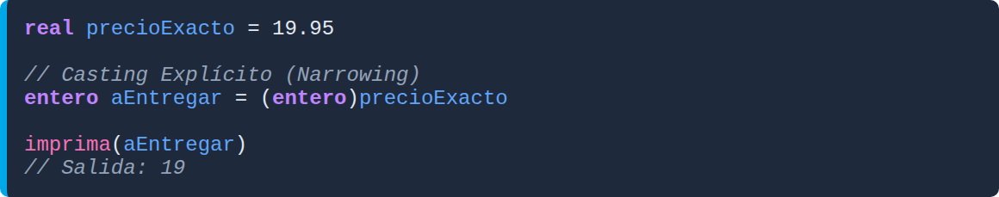 real precioExacto = 19.95
// Casting Explícito (Narrowing)
entero aEntregar = (entero)precioExacto
imprima(aEntregar)
// Salida: 19